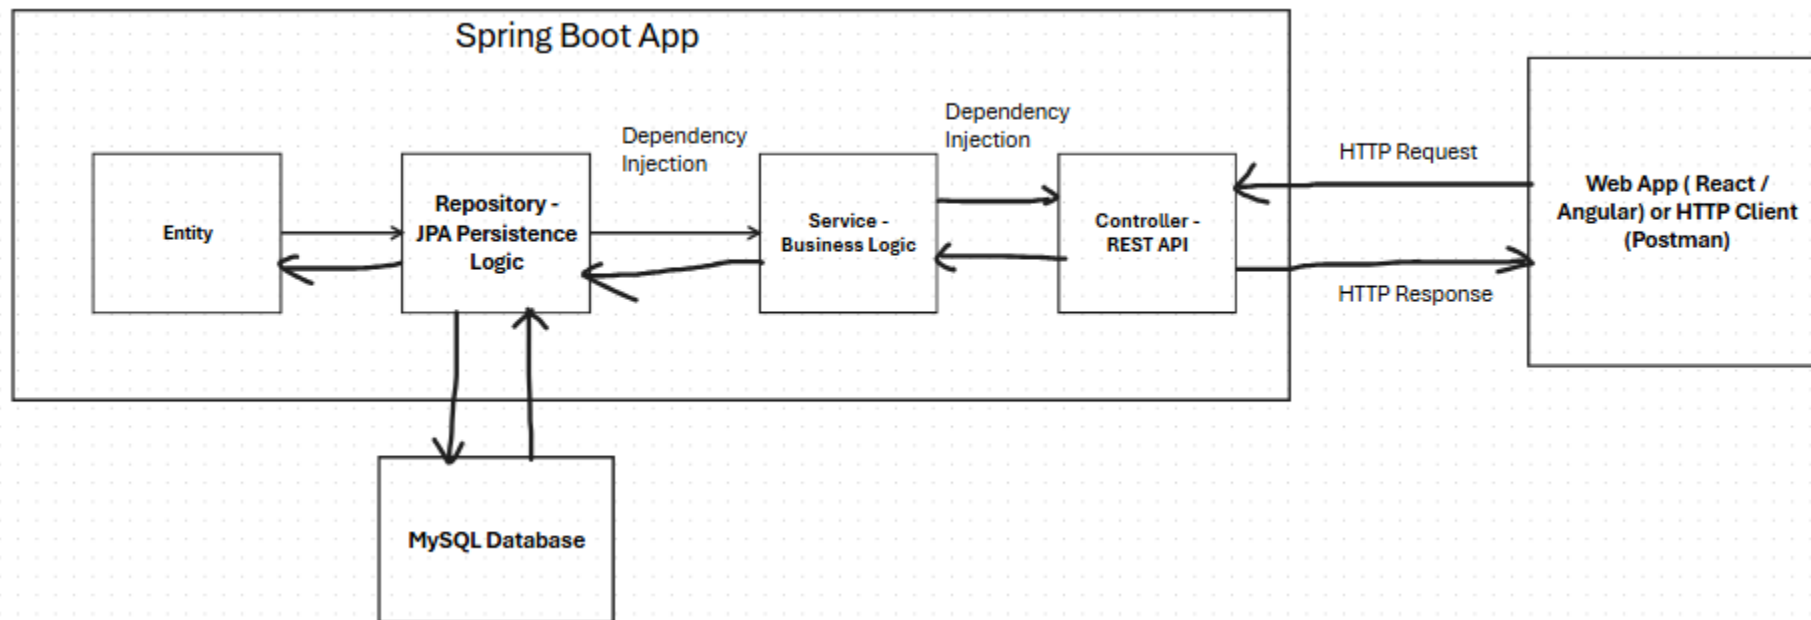 Spring Boot App
Entity
Repository -
JPA Persistence
Logic
Dependency
Injection
Service -
Business Logic
Dependency
Injection
Controller -
REST API
HTTP Request
HTTP Response
Web App ( React /
Angular) or HTTP Client
(Postman)
MySQL Database